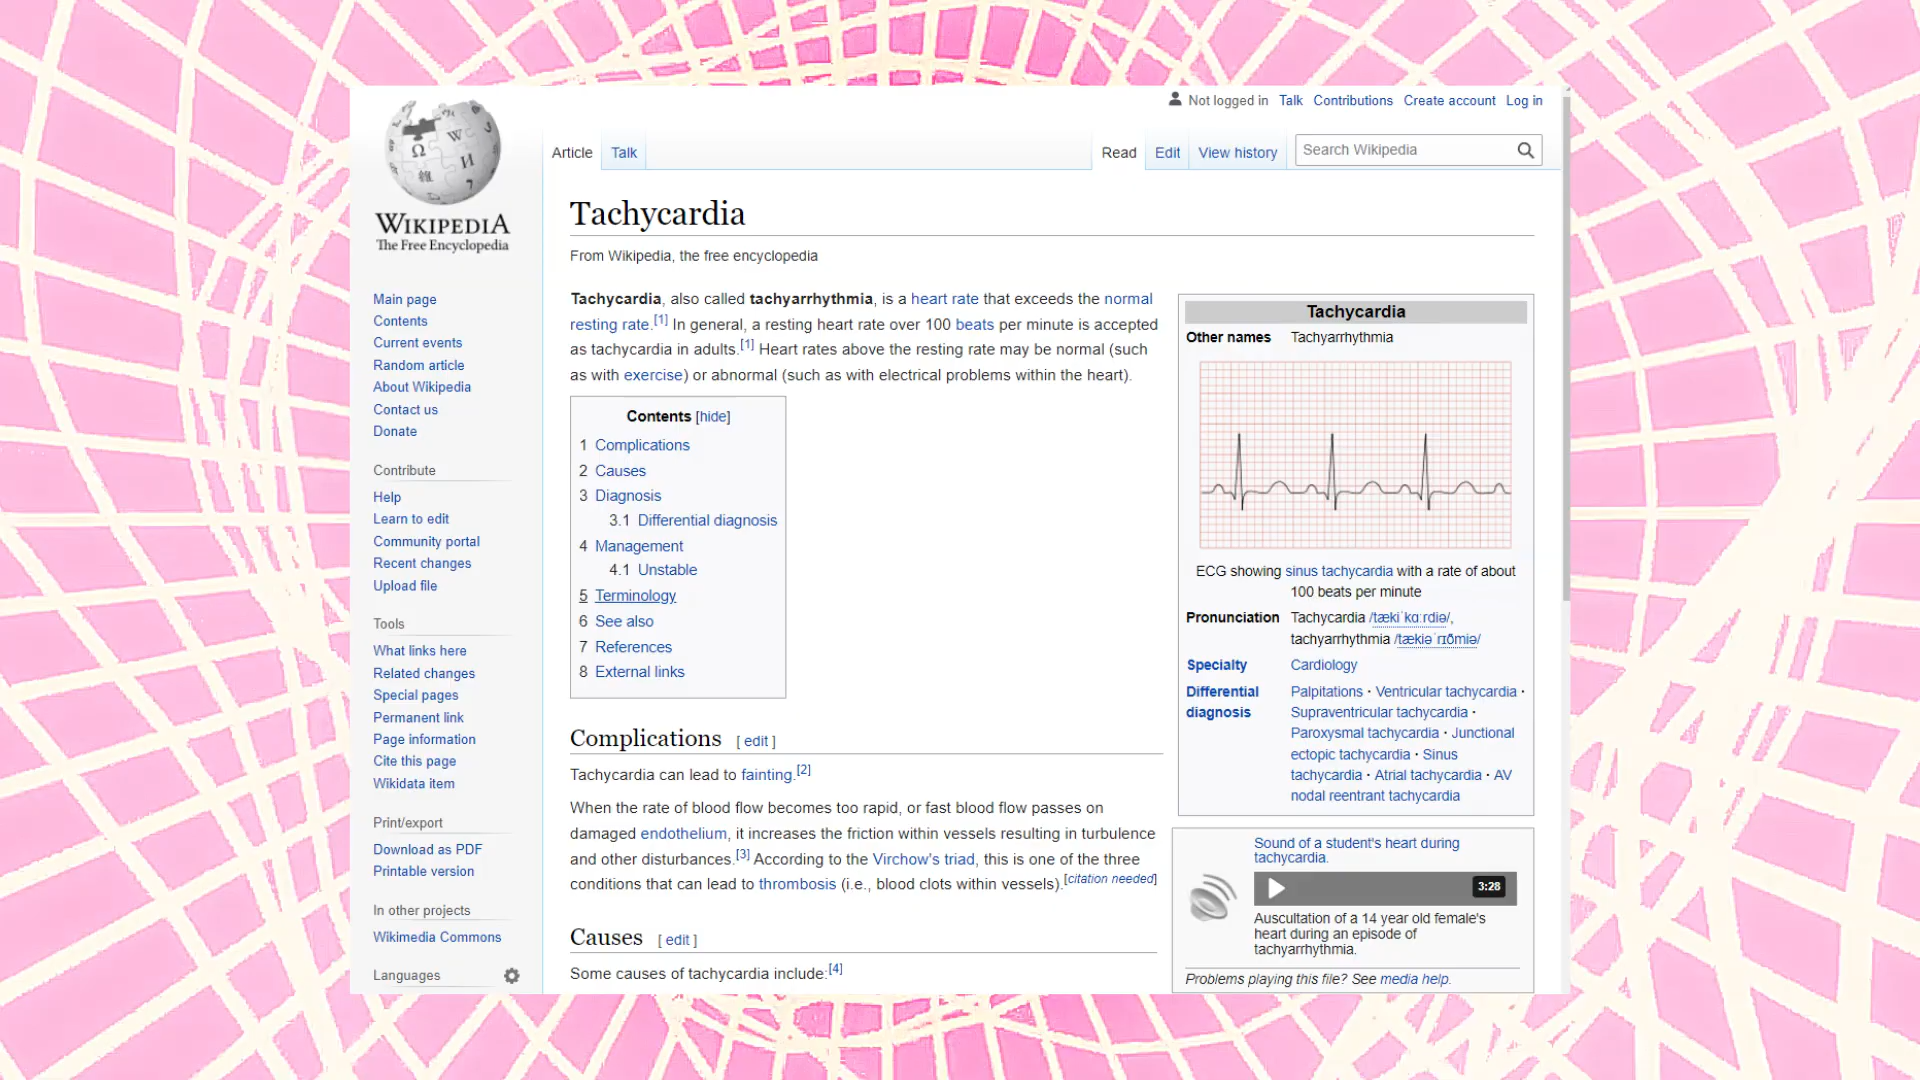 Not logged in Talk Contributions Create account Log in
Article Talk Read Edit View history Search Wikipedia
WIKIPEDIA
The Free Encyclopedia
Main page
Contents
Current events
Random article
About Wikipedia
Contact us
Donate
Contribute
Help
Learn to edit
Community portal
Recent changes
Upload file
Tools
What links here
Related changes
Special pages
Permanent link
Page information
Cite this page
Wikidata item
Print/export
Download as PDF
Printable version
In other projects
Wikimedia Commons
Languages
Tachycardia
From Wikipedia, the free encyclopedia
Tachycardia, also called tachyarrhythmia, is a heart rate that exceeds the normal
resting rate.[1] In general, a resting heart rate over 100 beats per minute is accepted
as tachycardia in adults.[1] Heart rates above the resting rate may be normal (such
as with exercise) or abnormal (such as with electrical problems within the heart).
Contents [hide]
1 Complications
2 Causes
3 Diagnosis
3.1 Differential diagnosis
4 Management
4.1 Unstable
5 Terminology
6 See also
7 References
8 External links
Complications [ edit ]
Tachycardia can lead to fainting.[2]
When the rate of blood flow becomes too rapid, or fast blood flow passes on
damaged endothelium, it increases the friction within vessels resulting in turbulence
and other disturbances.[3] According to the Virchow's triad, this is one of the three
conditions that can lead to thrombosis (i.e., blood clots within vessels).[citation needed]
Causes [ edit ]
Some causes of tachycardia include:[4]
Tachycardia
Other names Tachyarrhythmia
ECG showing sinus tachycardia with a rate of about
100 beats per minute
Pronunciation Tachycardia /tækiˈkɑːrdiə/,
tachyarrhythmia /tækiəˈrɪðmiə/
Specialty Cardiology
Differential diagnosis Palpitations · Ventricular tachycardia ·
Supraventricular tachycardia ·
Paroxysmal tachycardia · Junctional
ectopic tachycardia · Sinus
tachycardia · Atrial tachycardia · AV
nodal reentrant tachycardia
Sound of a student's heart during
tachycardia.
3:28
Auscultation of a 14 year old female's
heart during an episode of
tachyarrhythmia.
Problems playing this file? See media help.